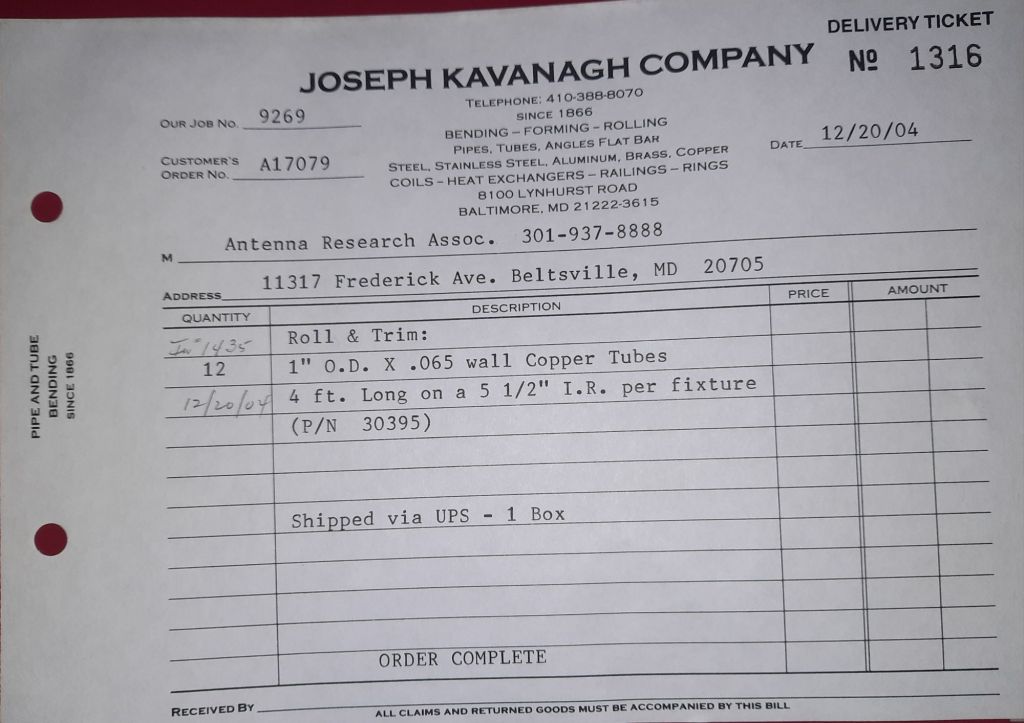 DELIVERY TICKET
JOSEPH KAVANAGH COMPANY Nº 1316
TELEPHONE: 410-388-8070
SINCE 1866
OUR JOB NO. 9269
BENDING – FORMING – ROLLING
PIPES, TUBES, ANGLES FLAT BAR
DATE 12/20/04
CUSTOMER'S
ORDER NO. A17079
STEEL, STAINLESS STEEL, ALUMINUM, BRASS, COPPER
COILS – HEAT EXCHANGERS – RAILINGS – RINGS
8100 LYNHURST ROAD
BALTIMORE, MD 21222-3615
M Antenna Research Assoc. 301-937-8888
ADDRESS 11317 Frederick Ave. Beltsville, MD 20705
QUANTITY DESCRIPTION PRICE AMOUNT
Inv# 1435 Roll & Trim:
12 1" O.D. X .065 wall Copper Tubes
12/20/04 4 ft. Long on a 5 1/2" I.R. per fixture
(P/N 30395)
Shipped via UPS - 1 Box
ORDER COMPLETE
RECEIVED BY
ALL CLAIMS AND RETURNED GOODS MUST BE ACCOMPANIED BY THIS BILL
PIPE AND TUBE
BENDING
SINCE 1866